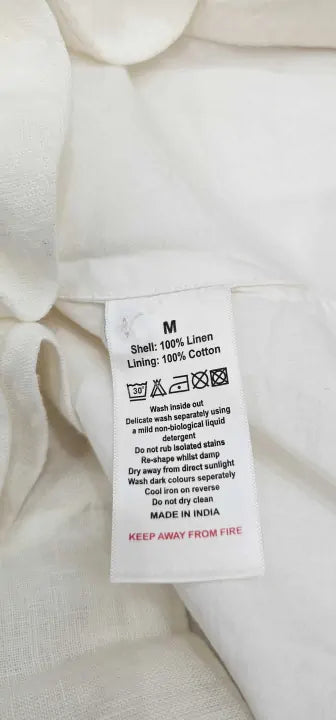 M
Shell: 100% Linen
Lining: 100% Cotton
30°
Wash inside out
Delicate wash separately using
a mild non-biological liquid
detergent
Do not rub isolated stains
Re-shape whilst damp
Dry away from direct sunlight
Wash dark colours seperately
Cool iron on reverse
Do not dry clean
MADE IN INDIA
KEEP AWAY FROM FIRE